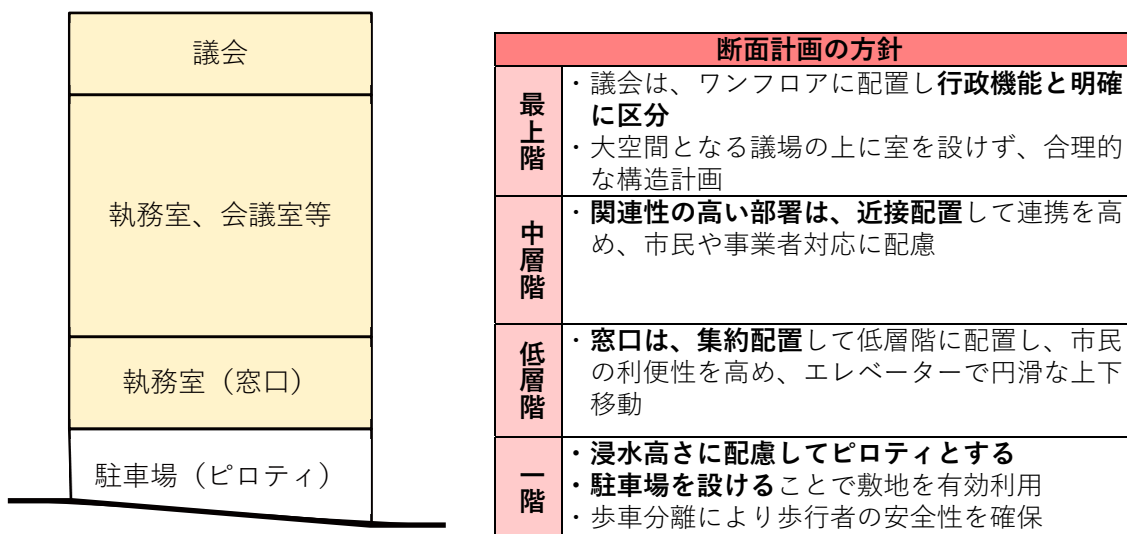 議会
執務室、会議室等
執務室（窓口）
駐車場（ピロティ）
断面計画の方針
最上階
・議会は、ワンフロアに配置し行政機能と明確
に区分
・大空間となる議場の上に室を設けず、合理的
な構造計画
中層階
・関連性の高い部署は、近接配置して連携を高
め、市民や事業者対応に配慮
低層階
・窓口は、集約配置して低層階に配置し、市民
の利便性を高め、エレベーターで円滑な上下
移動
一階
・浸水高さに配慮してピロティとする
・駐車場を設けることで敷地を有効利用
・歩車分離により歩行者の安全性を確保